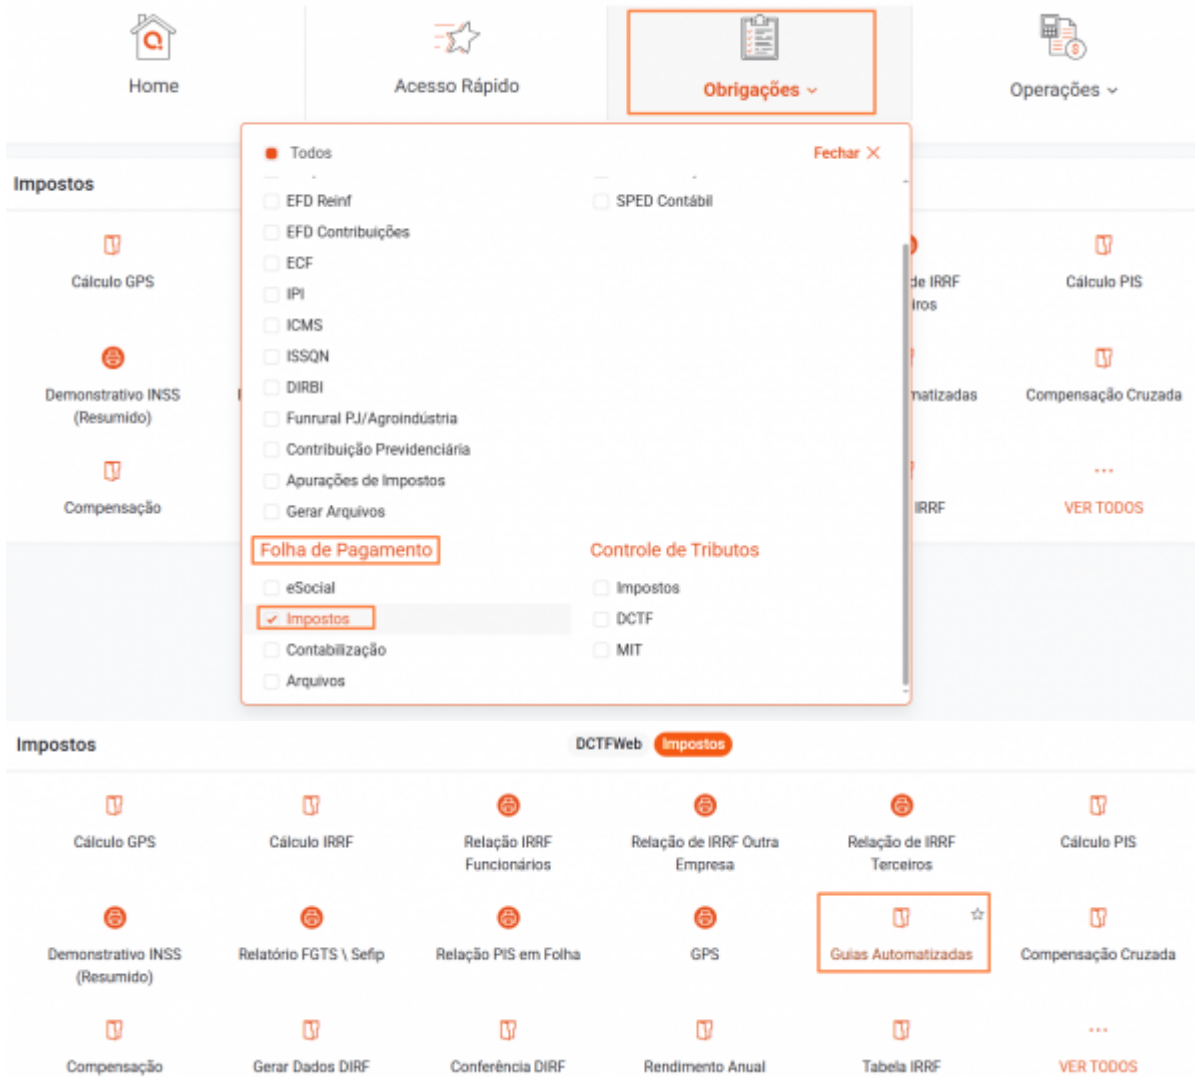 Home
Acesso Rápido
Obrigações
Operações
Todos
Fechar
Impostos
EFD Reinf
SPED Contábil
EFD Contribuições
ECF
IPI
ICMS
ISSQN
DIRBI
Funrural PJ/Agroindústria
Contribuição Previdenciária
Apurações de Impostos
Gerar Arquivos
Folha de Pagamento
Controle de Tributos
eSocial
Impostos
Impostos
DCTF
Contabilização
MIT
Arquivos
Cálculo GPS
de IRRF
iros
Cálculo PIS
Demonstrativo INSS
(Resumido)
matizadas
Compensação Cruzada
Compensação
IRRF
VER TODOS
Impostos
DCTFWeb
Impostos
Cálculo GPS
Cálculo IRRF
Relação IRRF
Funcionários
Relação de IRRF Outra
Empresa
Relação de IRRF
Terceiros
Cálculo PIS
Demonstrativo INSS
(Resumido)
Relatório FGTS \ Sefip
Relação PIS em Folha
GPS
Guias Automatizadas
Compensação Cruzada
Compensação
Gerar Dados DIRF
Conferência DIRF
Rendimento Anual
Tabela IRRF
VER TODOS